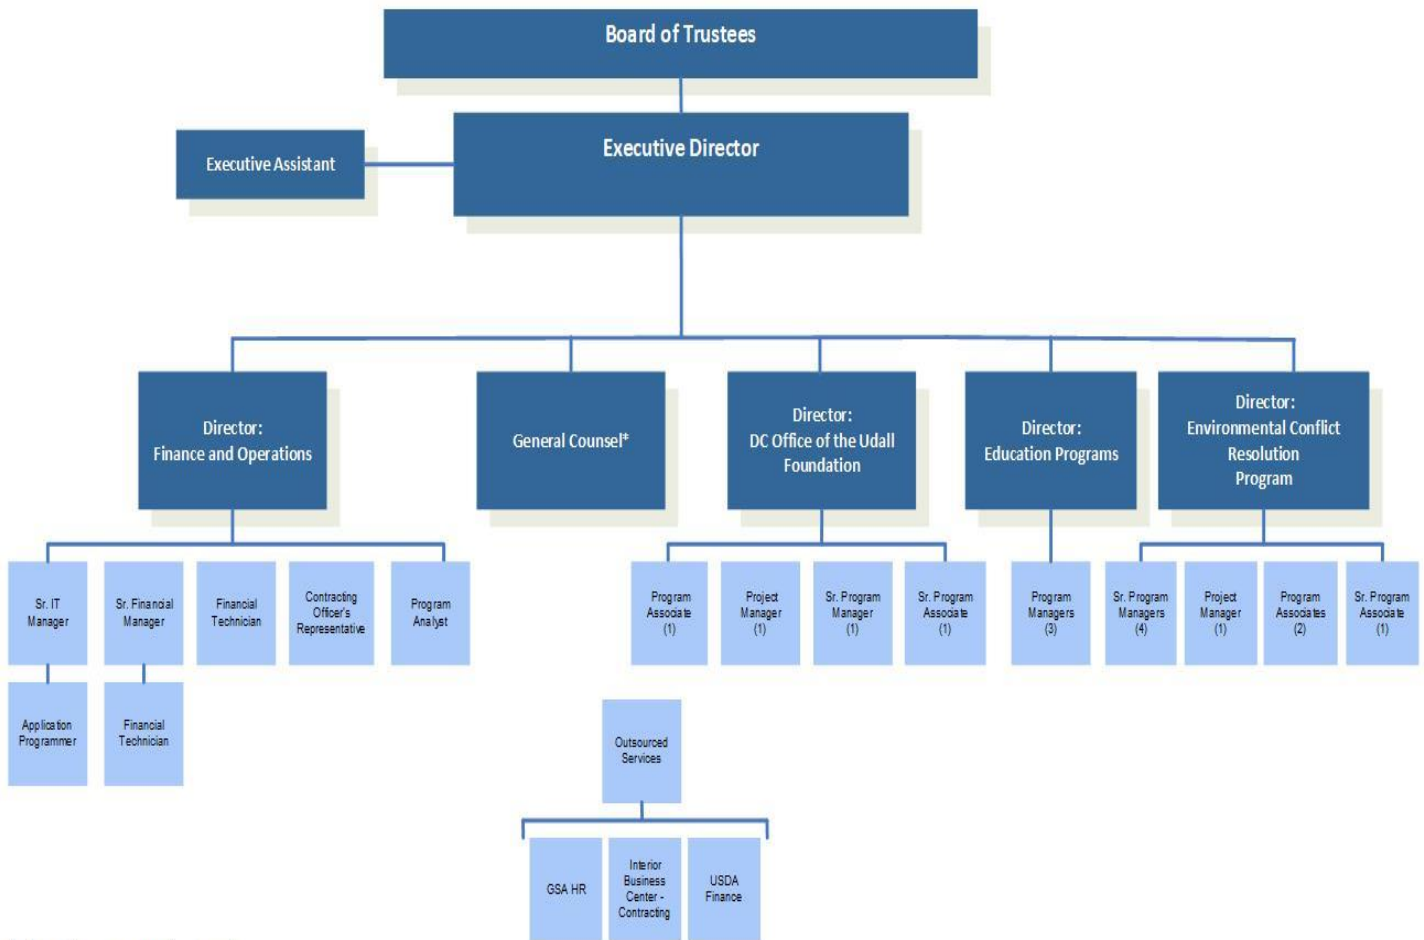 Board of Trustees
Executive Director
Executive Assistant
Director:
Finance and Operations
General Counsel*
Director:
DC Office of the Udall
Foundation
Director:
Education Programs
Director:
Environmental Conflict
Resolution
Program
Sr. IT
Manager
Sr. Financial
Manager
Financial
Technician
Contracting
Officer's
Representative
Program
Analyst
Program
Associate
(1)
Project
Manager
(1)
Sr. Program
Manager
(1)
Sr. Program
Associate
(1)
Program
Managers
(3)
Sr. Program
Managers
(4)
Project
Manager
(1)
Program
Associates
(2)
Sr. Program
Associate
(1)
Application
Programmer
Financial
Technician
Outsourced
Services
GSA HR
Interior
Business
Center -
Contracting
USDA
Finance